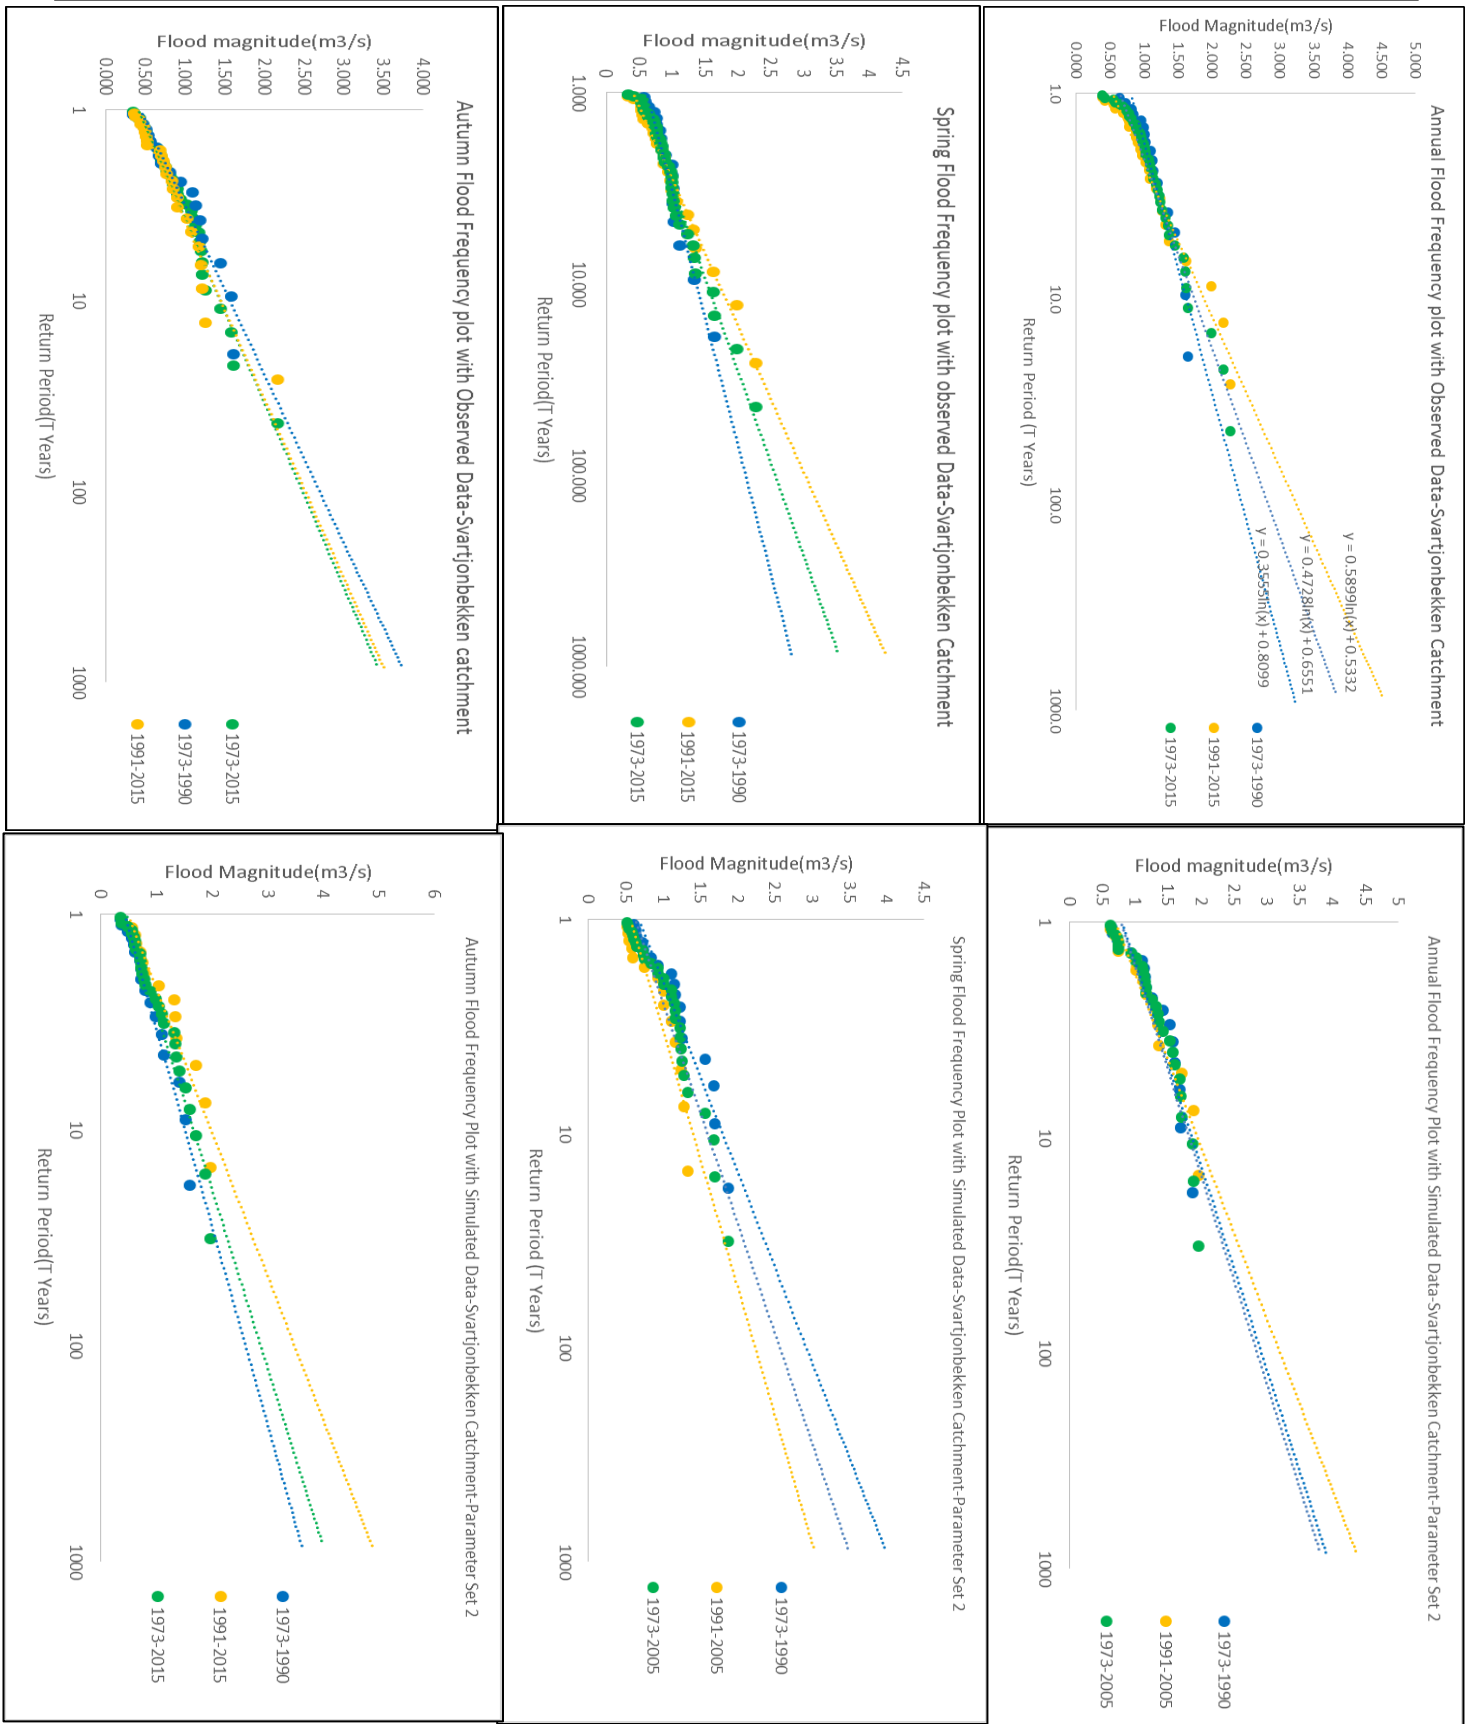 Annual Flood Frequency plot with Observed Data-Svartjonbekken Catchment
Flood Magnitude(m3/s)
5.000
4.500
4.000
3.500
3.000
2.500
2.000
1.500
1.000
0.500
0.000
y = 0.5899ln(x) + 0.5332
y = 0.4728ln(x) + 0.6551
y = 0.3555ln(x) + 0.8099
1.0 10.0 100.0 1000.0
Return Period (T Years)
1973-1990
1991-2015
1973-2015
Annual Flood Frequency Plot with Simulated Data-Svartjonbekken Catchment-Parameter Set 2
Flood magnitude(m3/s)
5
4.5
4
3.5
3
2.5
2
1.5
1
0.5
0
1 10 100 1000
Return Period(T Years)
1973-1990
1991-2005
1973-2005
Spring Flood Frequency plot with observed Data-Svartjonbekken Catchment
Flood magnitude(m3/s)
4.5
4
3.5
3
2.5
2
1.5
1
0.5
0
1.000 10.000 100.000 1000.000
Return Period(T Years)
1973-1990
1991-2015
1973-2015
Spring Flood Frequency Plot with Simulated Data-Svartjonbekken Catchment-Parameter Set 2
Flood Magnitude(m3/s)
4.5
4
3.5
3
2.5
2
1.5
1
0.5
0
1 10 100 1000
Return Period (T Years)
1973-1990
1991-2005
1973-2005
Autumn Flood Frequency plot with Observed Data-Svartjonbekken catchment
Flood magnitude(m3/s)
4.000
3.500
3.000
2.500
2.000
1.500
1.000
0.500
0.000
1 10 100 1000
Return Period(T Years)
1973-2015
1973-1990
1991-2015
Autumn Flood Frequency Plot with Simulated Data-Svartjonbekken Catchment-Parameter Set 2
Flood Magnitude(m3/s)
6
5
4
3
2
1
0
1 10 100 1000
Return Period(T Years)
1973-1990
1991-2015
1973-2015